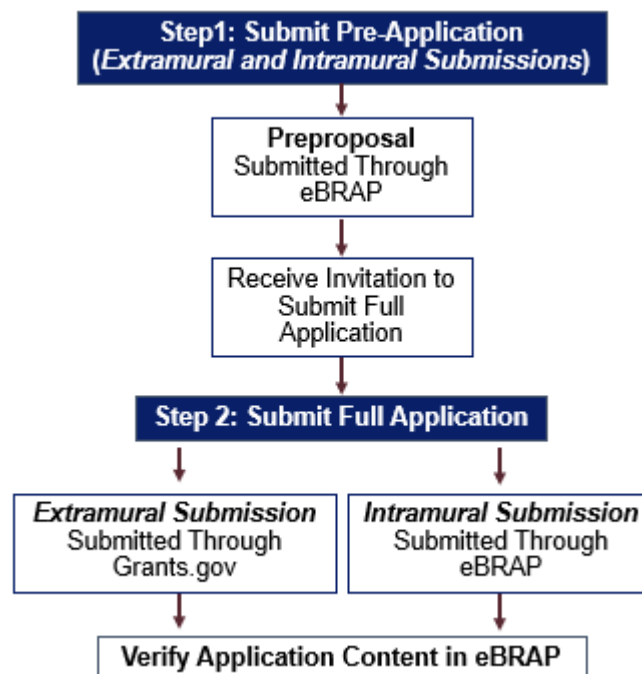 Step1: Submit Pre-Application
(Extramural and Intramural Submissions)
Preproposal
Submitted Through
eBRAP
Receive Invitation to
Submit Full
Application
Step 2: Submit Full Application
Extramural Submission
Submitted Through
Grants.gov
Intramural Submission
Submitted Through
eBRAP
Verify Application Content in eBRAP